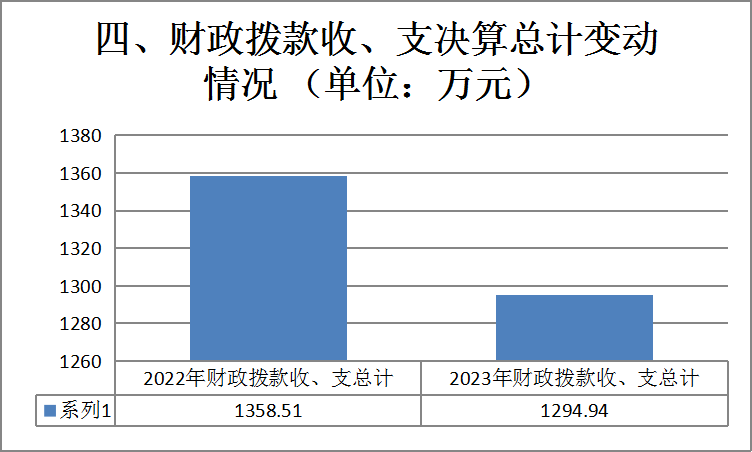 四、财政拨款收、支决算总计变动
情况 （单位：万元）
1380
1360
1340
1320
1300
1280
1260
2022年财政拨款收、支总计
2023年财政拨款收、支总计
系列1
1358.51
1294.94